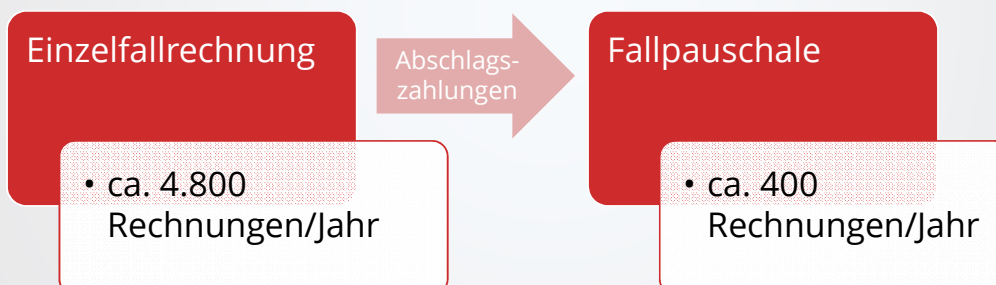 Einzelfallrechnung
• ca. 4.800
Rechnungen/Jahr
Abschlags-
zahlungen
Fallpauschale
• ca. 400
Rechnungen/Jahr